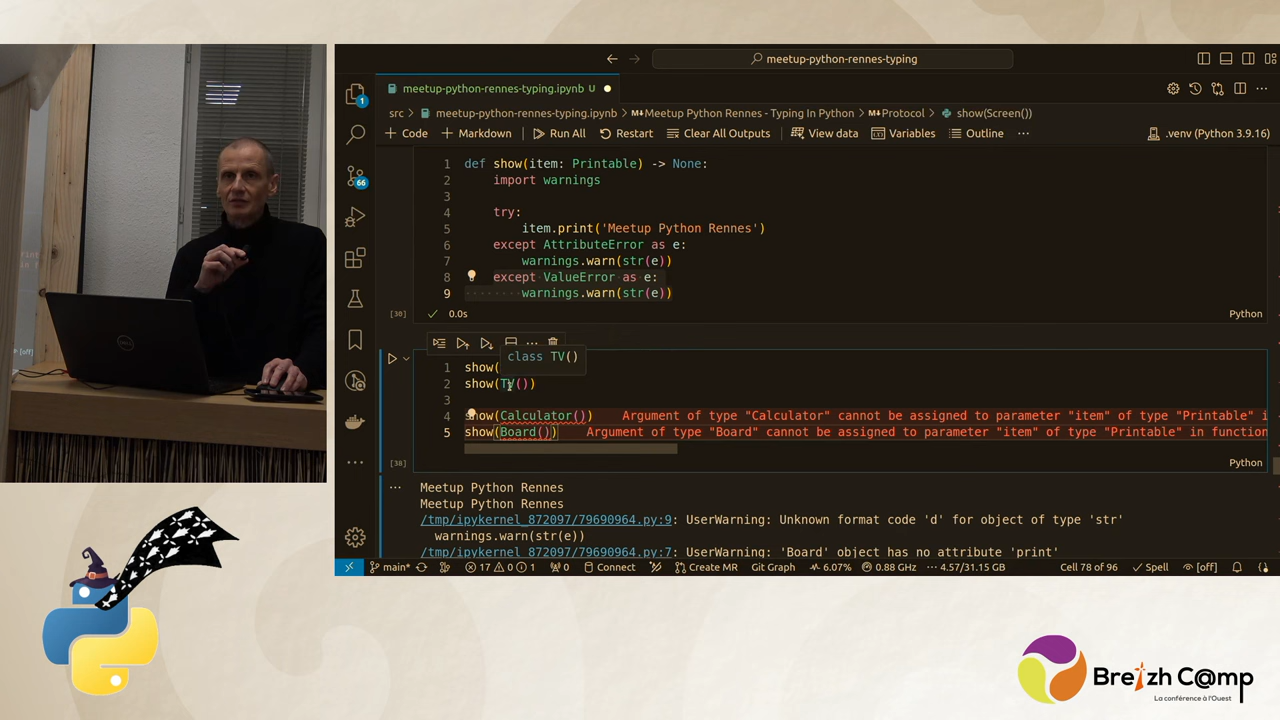 meetup-python-rennes-typing
meetup-python-rennes-typing.ipynb U
src > meetup-python-rennes-typing.ipynb > Meetup Python Rennes - Typing In Python > Protocol > show(Screen())
+ Code + Markdown Run All Restart Clear All Outputs View data Variables Outline ... .venv (Python 3.9.16)
1 def show(item: Printable) -> None:
2 import warnings
3
4 try:
5 item.print('Meetup Python Rennes')
6 except AttributeError as e:
7 warnings.warn(str(e))
8 except ValueError as e:
9 warnings.warn(str(e))
[30] 0.0s Python
class TV()
1 show(
2 show(TV())
3
4 show(Calculator()) Argument of type "Calculator" cannot be assigned to parameter "item" of type "Printable" i
5 show(Board()) Argument of type "Board" cannot be assigned to parameter "item" of type "Printable" in function
[38] Python
Meetup Python Rennes
Meetup Python Rennes
/tmp/ipykernel_872097/79690964.py:9: UserWarning: Unknown format code 'd' for object of type 'str'
warnings.warn(str(e))
/tmp/ipykernel_872097/79690964.py:7: UserWarning: 'Board' object has no attribute 'print'
main* 17 0 1 0 Connect Create MR Git Graph 6.07% 0.88 GHz 4.57/31.15 GB Cell 78 of 96 Spell [off]
1
66
DELL
[off]
Breizh C@mp
La conférence à l'Ouest